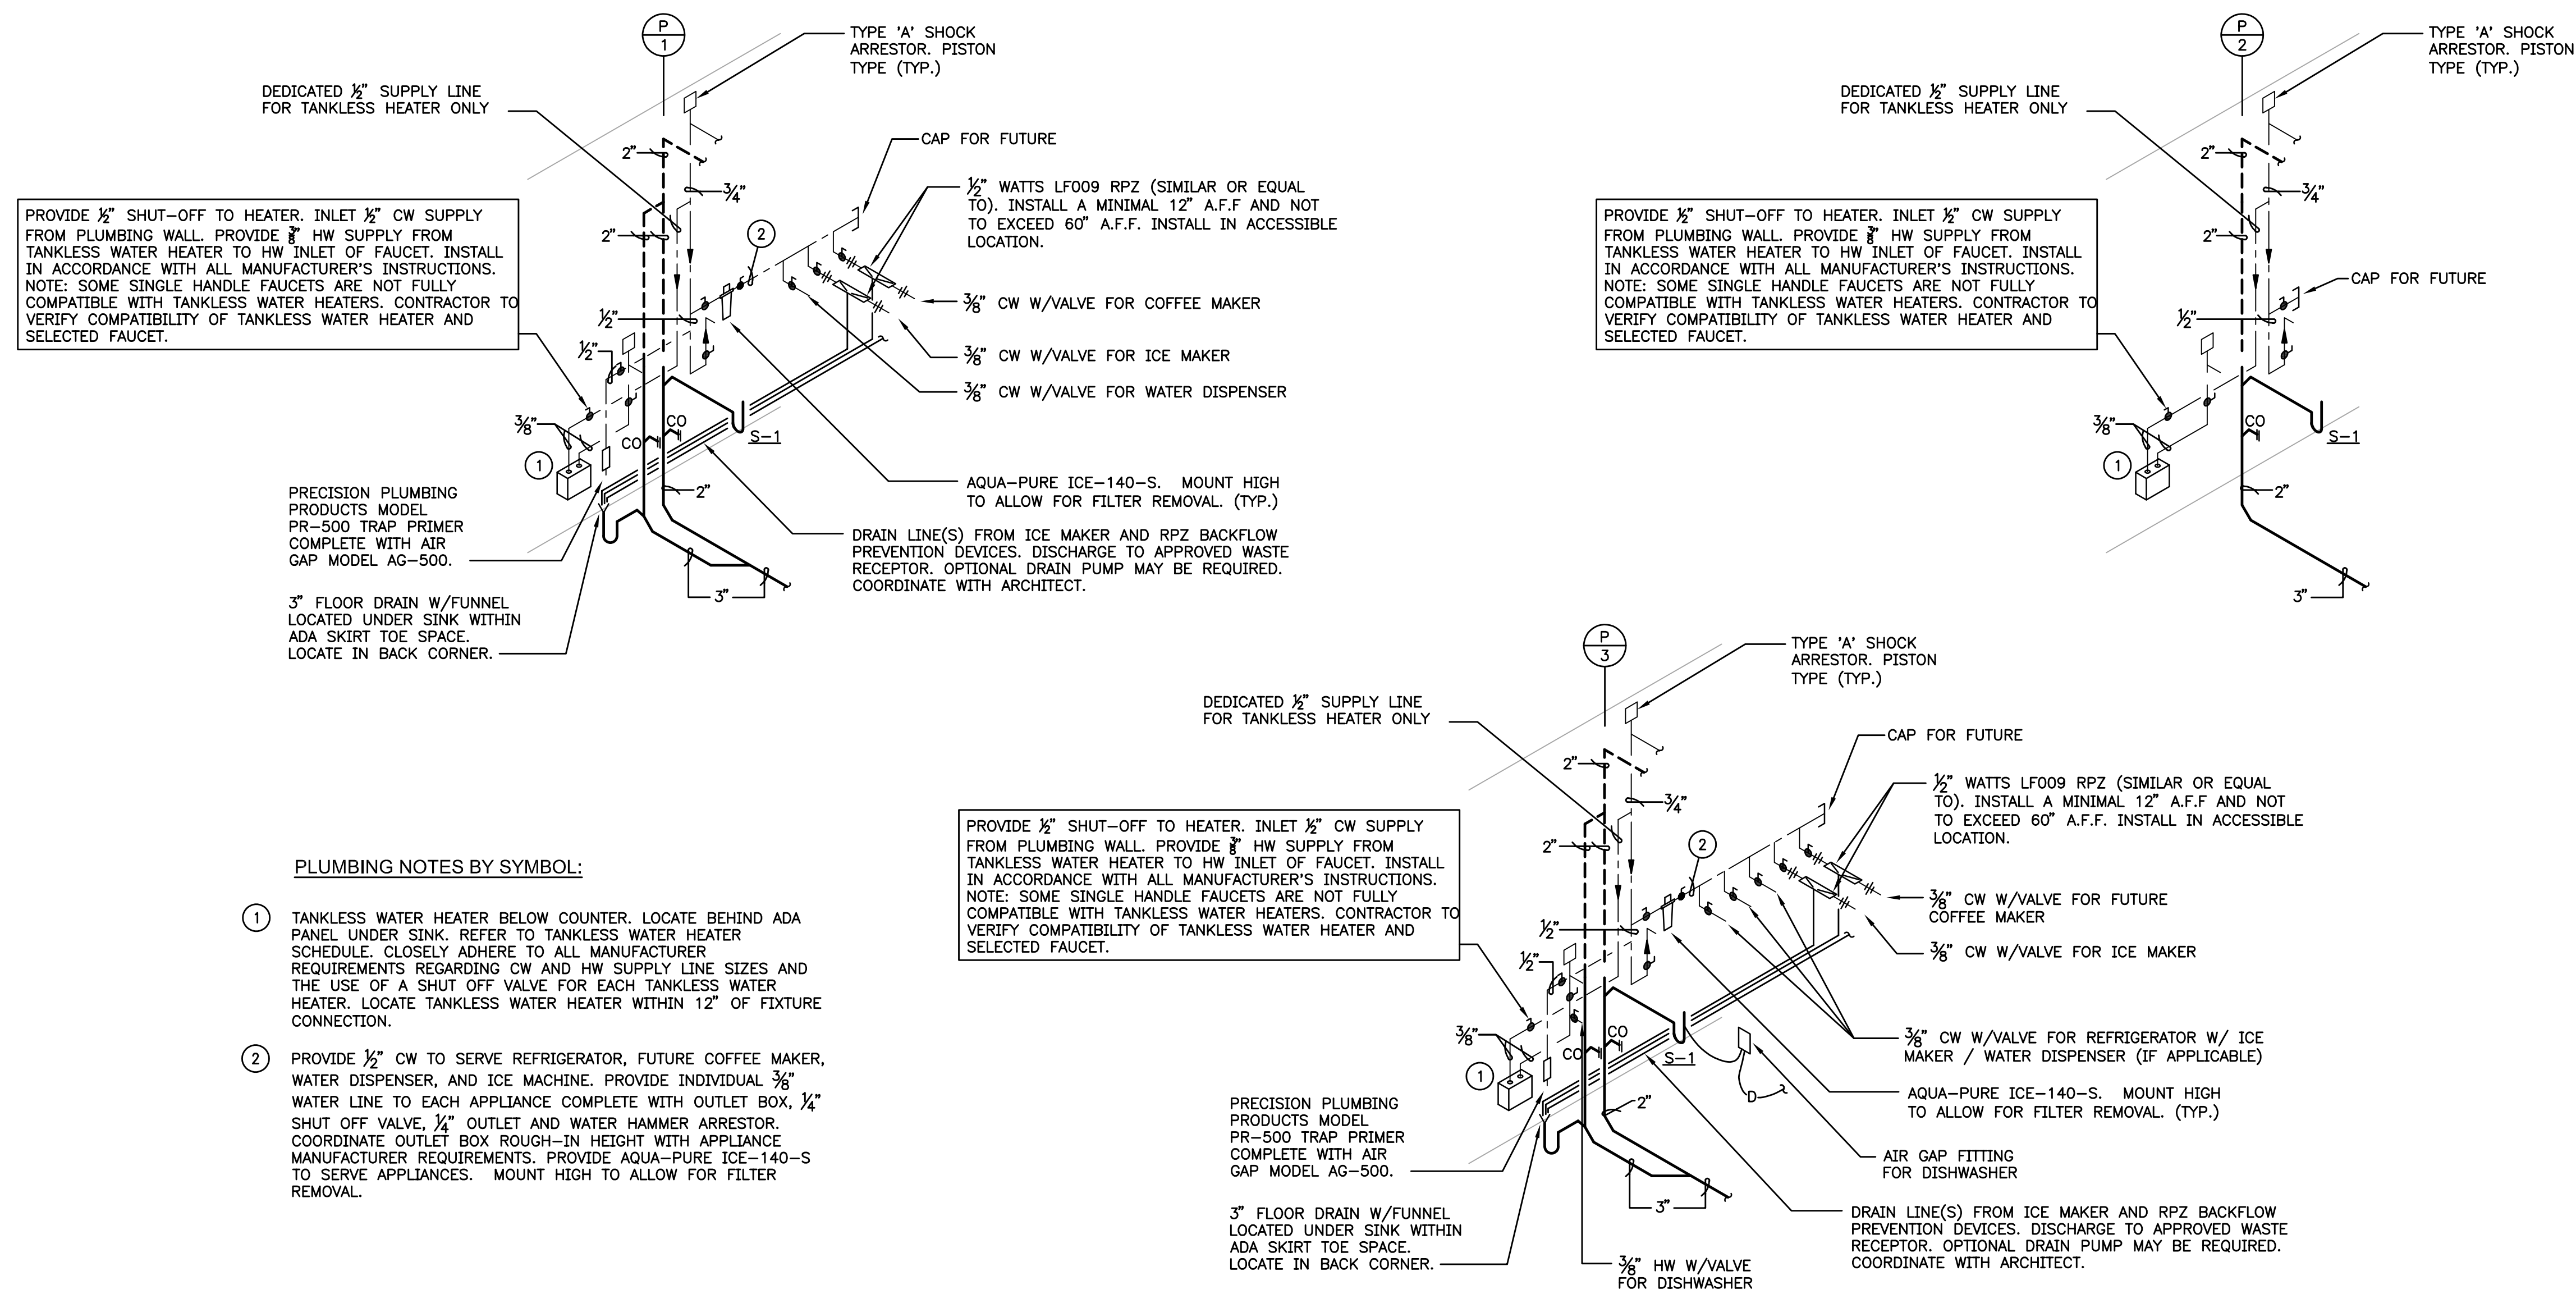 P
1
TYPE 'A' SHOCK
ARRESTOR. PISTON
TYPE (TYP.)
DEDICATED ½" SUPPLY LINE
FOR TANKLESS HEATER ONLY
CAP FOR FUTURE
2"
¾"
½" WATTS LF009 RPZ (SIMILAR OR EQUAL
TO). INSTALL A MINIMAL 12" A.F.F AND NOT
TO EXCEED 60" A.F.F. INSTALL IN ACCESSIBLE
LOCATION.
PROVIDE ½" SHUT-OFF TO HEATER. INLET ½" CW SUPPLY
FROM PLUMBING WALL. PROVIDE ⅜" HW SUPPLY FROM
TANKLESS WATER HEATER TO HW INLET OF FAUCET. INSTALL
IN ACCORDANCE WITH ALL MANUFACTURER'S INSTRUCTIONS.
NOTE: SOME SINGLE HANDLE FAUCETS ARE NOT FULLY
COMPATIBLE WITH TANKLESS WATER HEATERS. CONTRACTOR TO
VERIFY COMPATIBILITY OF TANKLESS WATER HEATER AND
SELECTED FAUCET.
2"
2
⅜" CW W/VALVE FOR COFFEE MAKER
½"
½"
⅜" CW W/VALVE FOR ICE MAKER
⅜" CW W/VALVE FOR WATER DISPENSER
⅜"
CO
CO
S-1
1
2"
AQUA-PURE ICE-140-S. MOUNT HIGH
TO ALLOW FOR FILTER REMOVAL. (TYP.)
PRECISION PLUMBING
PRODUCTS MODEL
PR-500 TRAP PRIMER
COMPLETE WITH AIR
GAP MODEL AG-500.
DRAIN LINE(S) FROM ICE MAKER AND RPZ BACKFLOW
PREVENTION DEVICES. DISCHARGE TO APPROVED WASTE
RECEPTOR. OPTIONAL DRAIN PUMP MAY BE REQUIRED.
COORDINATE WITH ARCHITECT.
3"
3" FLOOR DRAIN W/FUNNEL
LOCATED UNDER SINK WITHIN
ADA SKIRT TOE SPACE.
LOCATE IN BACK CORNER.
P
2
TYPE 'A' SHOCK
ARRESTOR. PISTON
TYPE (TYP.)
DEDICATED ½" SUPPLY LINE
FOR TANKLESS HEATER ONLY
2"
¾"
PROVIDE ½" SHUT-OFF TO HEATER. INLET ½" CW SUPPLY
FROM PLUMBING WALL. PROVIDE ⅜" HW SUPPLY FROM
TANKLESS WATER HEATER TO HW INLET OF FAUCET. INSTALL
IN ACCORDANCE WITH ALL MANUFACTURER'S INSTRUCTIONS.
NOTE: SOME SINGLE HANDLE FAUCETS ARE NOT FULLY
COMPATIBLE WITH TANKLESS WATER HEATERS. CONTRACTOR TO
VERIFY COMPATIBILITY OF TANKLESS WATER HEATER AND
SELECTED FAUCET.
2"
CAP FOR FUTURE
½"
⅜"
CO
S-1
1
2"
3"
P
3
TYPE 'A' SHOCK
ARRESTOR. PISTON
TYPE (TYP.)
DEDICATED ½" SUPPLY LINE
FOR TANKLESS HEATER ONLY
CAP FOR FUTURE
2"
¾"
½" WATTS LF009 RPZ (SIMILAR OR EQUAL
TO). INSTALL A MINIMAL 12" A.F.F AND NOT
TO EXCEED 60" A.F.F. INSTALL IN ACCESSIBLE
LOCATION.
PROVIDE ½" SHUT-OFF TO HEATER. INLET ½" CW SUPPLY
FROM PLUMBING WALL. PROVIDE ⅜" HW SUPPLY FROM
TANKLESS WATER HEATER TO HW INLET OF FAUCET. INSTALL
IN ACCORDANCE WITH ALL MANUFACTURER'S INSTRUCTIONS.
NOTE: SOME SINGLE HANDLE FAUCETS ARE NOT FULLY
COMPATIBLE WITH TANKLESS WATER HEATERS. CONTRACTOR TO
VERIFY COMPATIBILITY OF TANKLESS WATER HEATER AND
SELECTED FAUCET.
2"
2
⅜" CW W/VALVE FOR FUTURE
COFFEE MAKER
½"
½"
⅜" CW W/VALVE FOR ICE MAKER
⅜"
CO
CO
S-1
⅜" CW W/VALVE FOR REFRIGERATOR W/ ICE
MAKER / WATER DISPENSER (IF APPLICABLE)
1
2"
D
AQUA-PURE ICE-140-S. MOUNT HIGH
TO ALLOW FOR FILTER REMOVAL. (TYP.)
PRECISION PLUMBING
PRODUCTS MODEL
PR-500 TRAP PRIMER
COMPLETE WITH AIR
GAP MODEL AG-500.
AIR GAP FITTING
FOR DISHWASHER
3"
3" FLOOR DRAIN W/FUNNEL
LOCATED UNDER SINK WITHIN
ADA SKIRT TOE SPACE.
LOCATE IN BACK CORNER.
DRAIN LINE(S) FROM ICE MAKER AND RPZ BACKFLOW
PREVENTION DEVICES. DISCHARGE TO APPROVED WASTE
RECEPTOR. OPTIONAL DRAIN PUMP MAY BE REQUIRED.
COORDINATE WITH ARCHITECT.
⅜" HW W/VALVE
FOR DISHWASHER
PLUMBING NOTES BY SYMBOL:
1
TANKLESS WATER HEATER BELOW COUNTER. LOCATE BEHIND ADA
PANEL UNDER SINK. REFER TO TANKLESS WATER HEATER
SCHEDULE. CLOSELY ADHERE TO ALL MANUFACTURER
REQUIREMENTS REGARDING CW AND HW SUPPLY LINE SIZES AND
THE USE OF A SHUT OFF VALVE FOR EACH TANKLESS WATER
HEATER. LOCATE TANKLESS WATER HEATER WITHIN 12" OF FIXTURE
CONNECTION.
2
PROVIDE ½" CW TO SERVE REFRIGERATOR, FUTURE COFFEE MAKER,
WATER DISPENSER, AND ICE MACHINE. PROVIDE INDIVIDUAL ⅜"
WATER LINE TO EACH APPLIANCE COMPLETE WITH OUTLET BOX, ¼"
SHUT OFF VALVE, ¼" OUTLET AND WATER HAMMER ARRESTOR.
COORDINATE OUTLET BOX ROUGH-IN HEIGHT WITH APPLIANCE
MANUFACTURER REQUIREMENTS. PROVIDE AQUA-PURE ICE-140-S
TO SERVE APPLIANCES. MOUNT HIGH TO ALLOW FOR FILTER
REMOVAL.